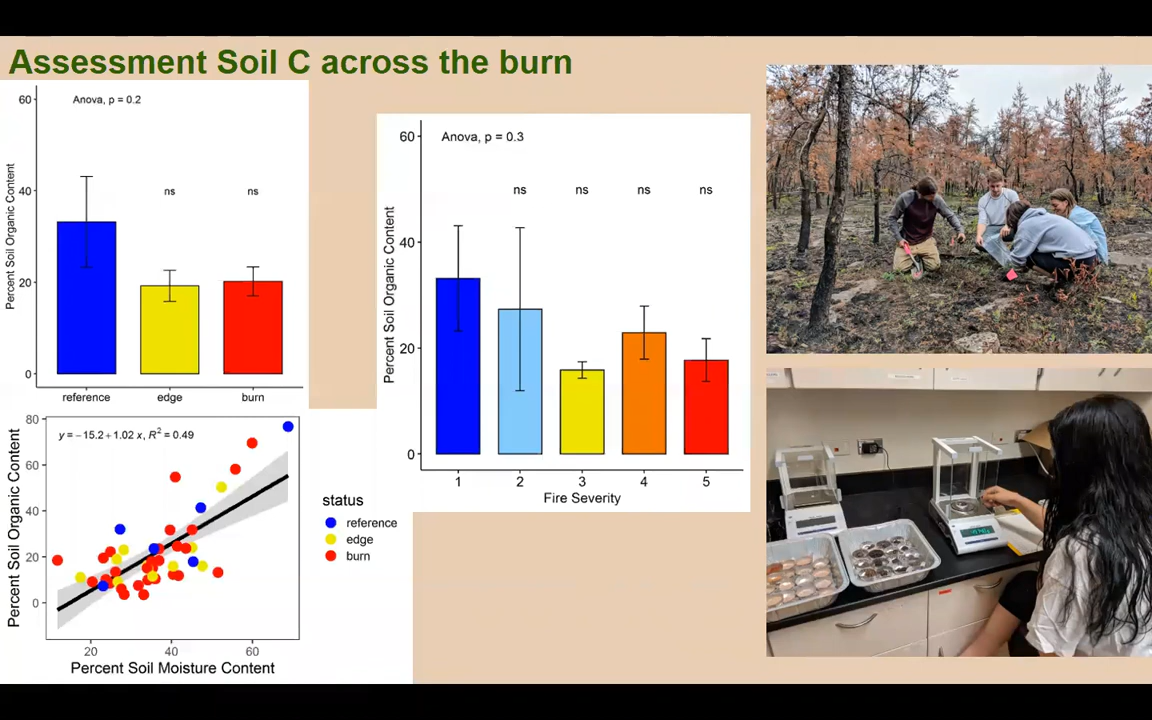 Assessment Soil C across the burn
Anova, p = 0.2
Percent Soil Organic Content
60
40
20
0
ns
ns
reference
edge
burn
Anova, p = 0.3
Percent Soil Organic Content
60
40
20
0
ns
ns
ns
ns
1
2
3
4
5
Fire Severity
y = −15.2 + 1.02 x, R² = 0.49
Percent Soil Organic Content
80
60
40
20
0
20
40
60
Percent Soil Moisture Content
status
reference
edge
burn